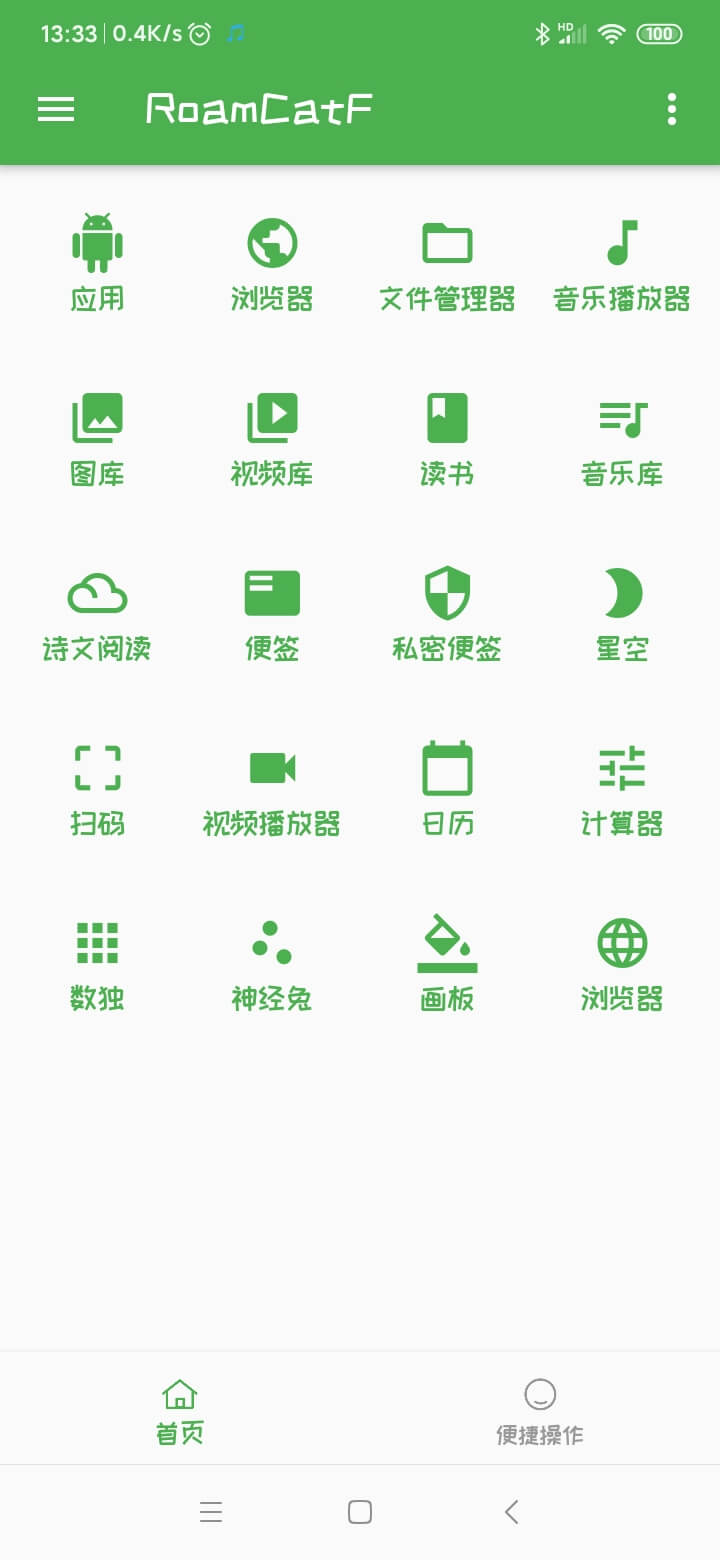 13:33 0.4K/s HD 100
RoamCatF
应用 浏览器 文件管理器 音乐播放器
图库 视频库 读书 音乐库
诗文阅读 便签 私密便签 星空
扫码 视频播放器 日历 计算器
数独 神经兔 画板 浏览器
首页 便捷操作